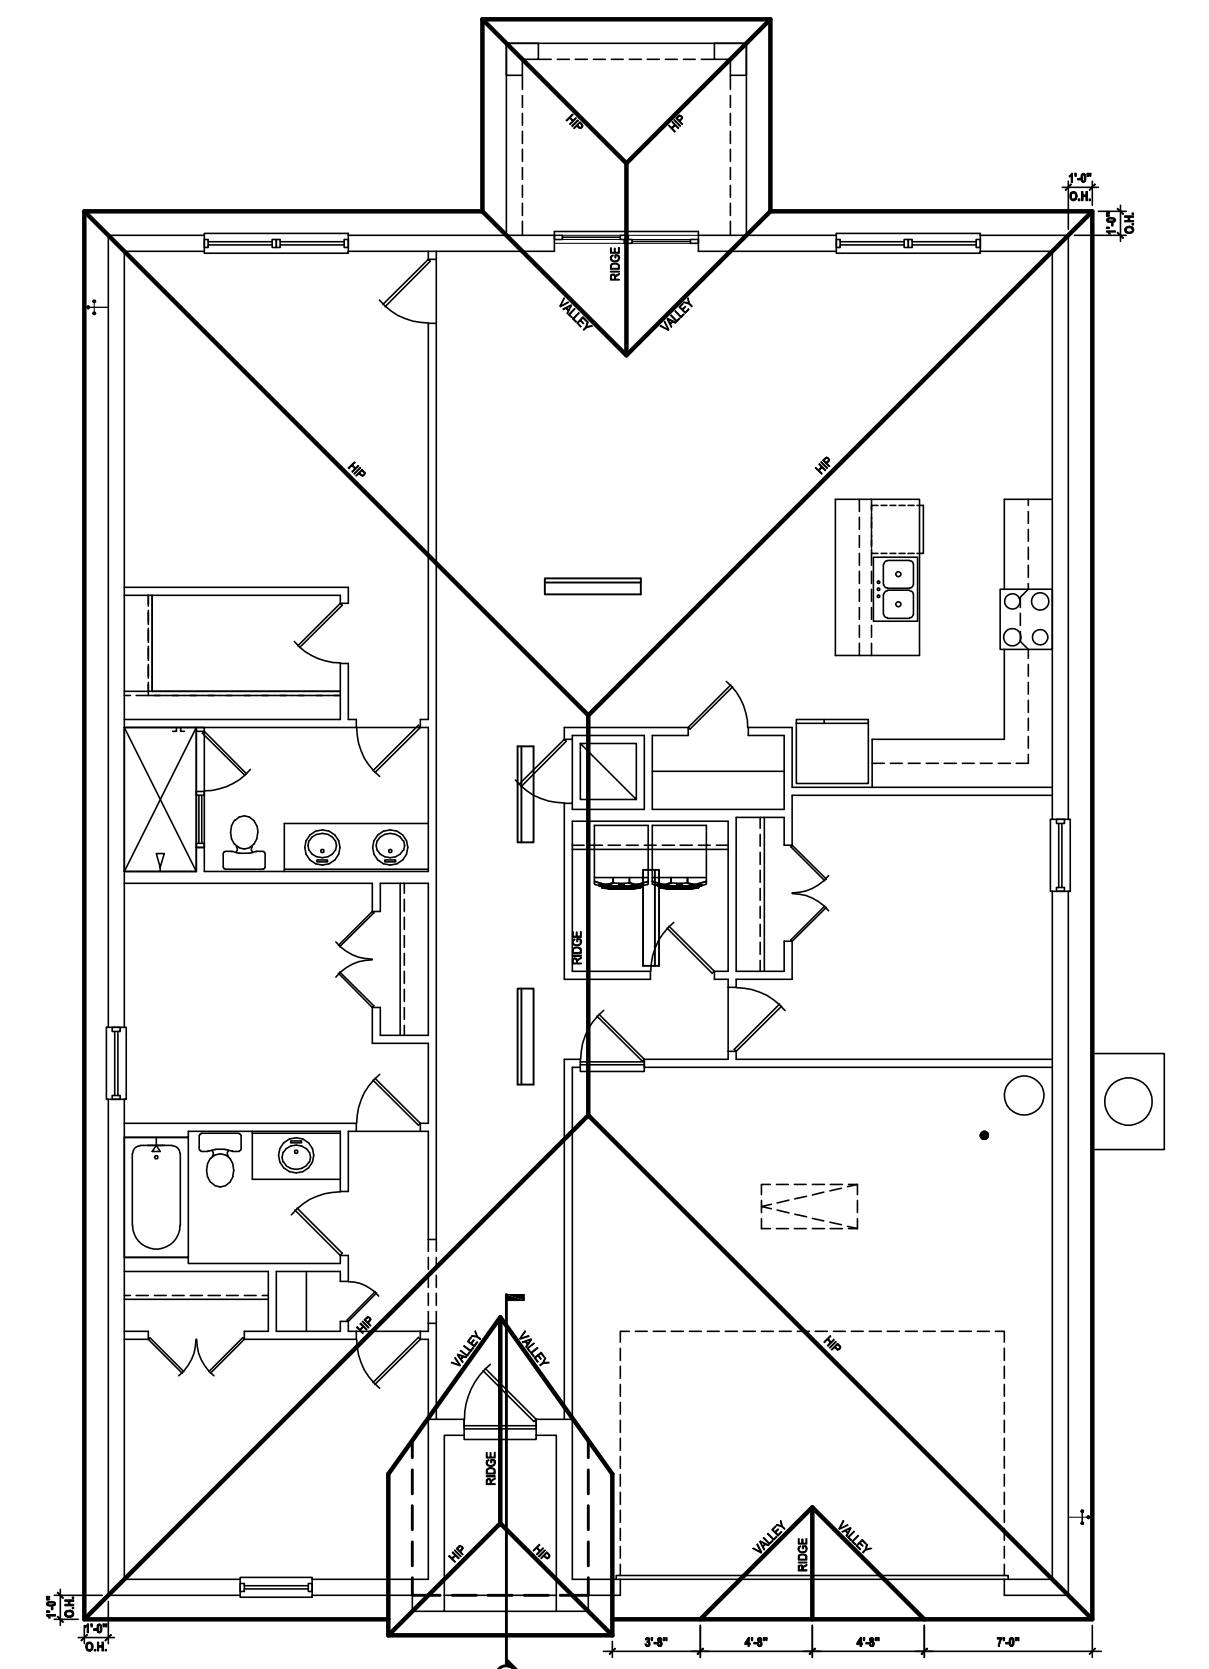 HIP
HIP
1'-0"
O.H.
1'-0"
O.H.
RIDGE
VALLEY
VALLEY
HIP
HIP
RIDGE
HIP
VALLEY
VALLEY
HIP
RIDGE
VALLEY
VALLEY
RIDGE
HIP
HIP
1'-0"
O.H.
1'-0"
O.H.
3'-8"
4'-8"
4'-8"
7'-0"